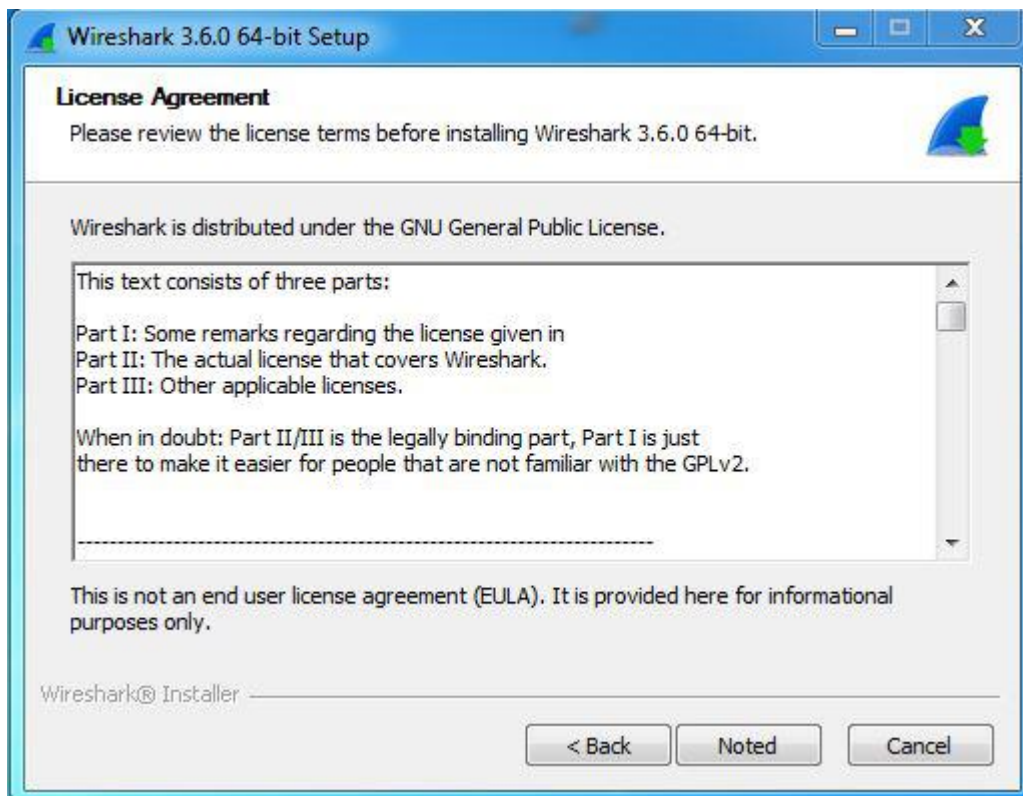 Wireshark 3.6.0 64-bit Setup
License Agreement
Please review the license terms before installing Wireshark 3.6.0 64-bit.
Wireshark is distributed under the GNU General Public License.
This text consists of three parts:
Part I: Some remarks regarding the license given in
Part II: The actual license that covers Wireshark.
Part III: Other applicable licenses.
When in doubt: Part II/III is the legally binding part, Part I is just
there to make it easier for people that are not familiar with the GPLv2.
-------------------------------------------------------------------------
This is not an end user license agreement (EULA). It is provided here for informational
purposes only.
Wireshark® Installer
< Back Noted Cancel